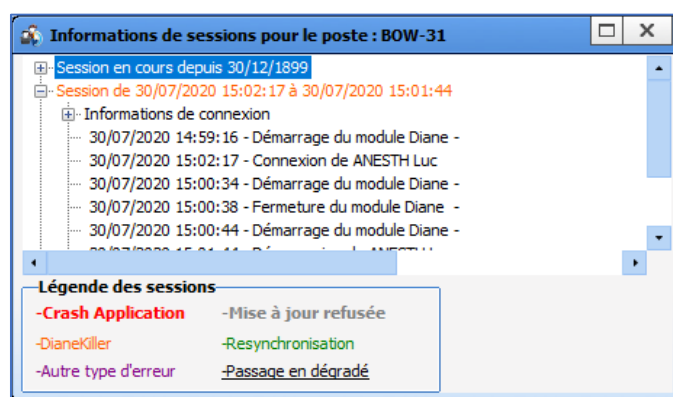 Informations de sessions pour le poste : BOW-31
Session en cours depuis 30/12/1899
Session de 30/07/2020 15:02:17 à 30/07/2020 15:01:44
Informations de connexion
30/07/2020 14:59:16 - Démarrage du module Diane -
30/07/2020 15:02:17 - Connexion de ANESTH Luc
30/07/2020 15:00:34 - Démarrage du module Diane -
30/07/2020 15:00:38 - Fermeture du module Diane -
30/07/2020 15:00:44 - Démarrage du module Diane -
Légende des sessions
-Crash Application -Mise à jour refusée
-DianeKiller -Resynchronisation
-Autre type d'erreur -Passage en dégradé